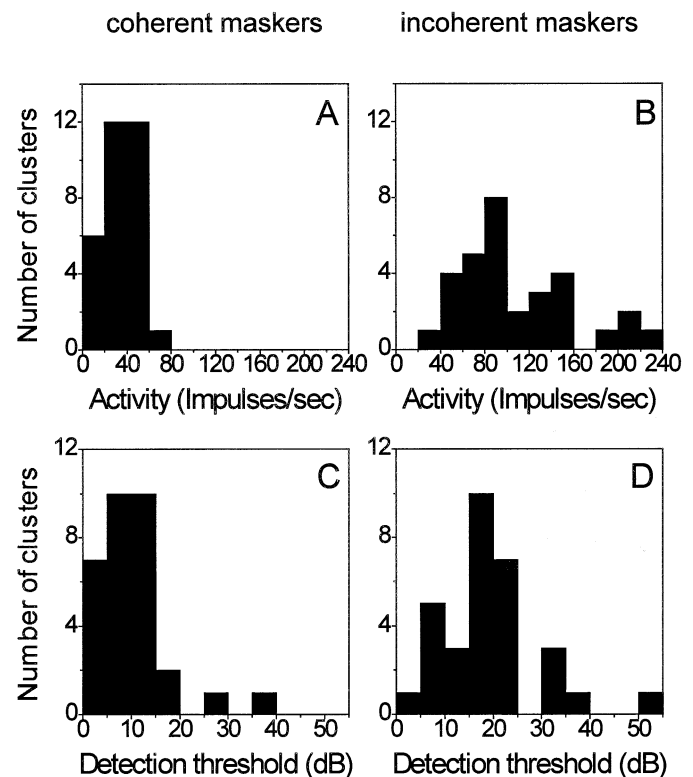 coherent maskers incoherent maskers
A B
Number of clusters
12 12
8 8
4 4
0 0
0 40 80 120 160 200 240 0 40 80 120 160 200 240
Activity (Impulses/sec) Activity (Impulses/sec)
C D
Number of clusters
12 12
8 8
4 4
0 0
0 10 20 30 40 50 0 10 20 30 40 50
Detection threshold (dB) Detection threshold (dB)